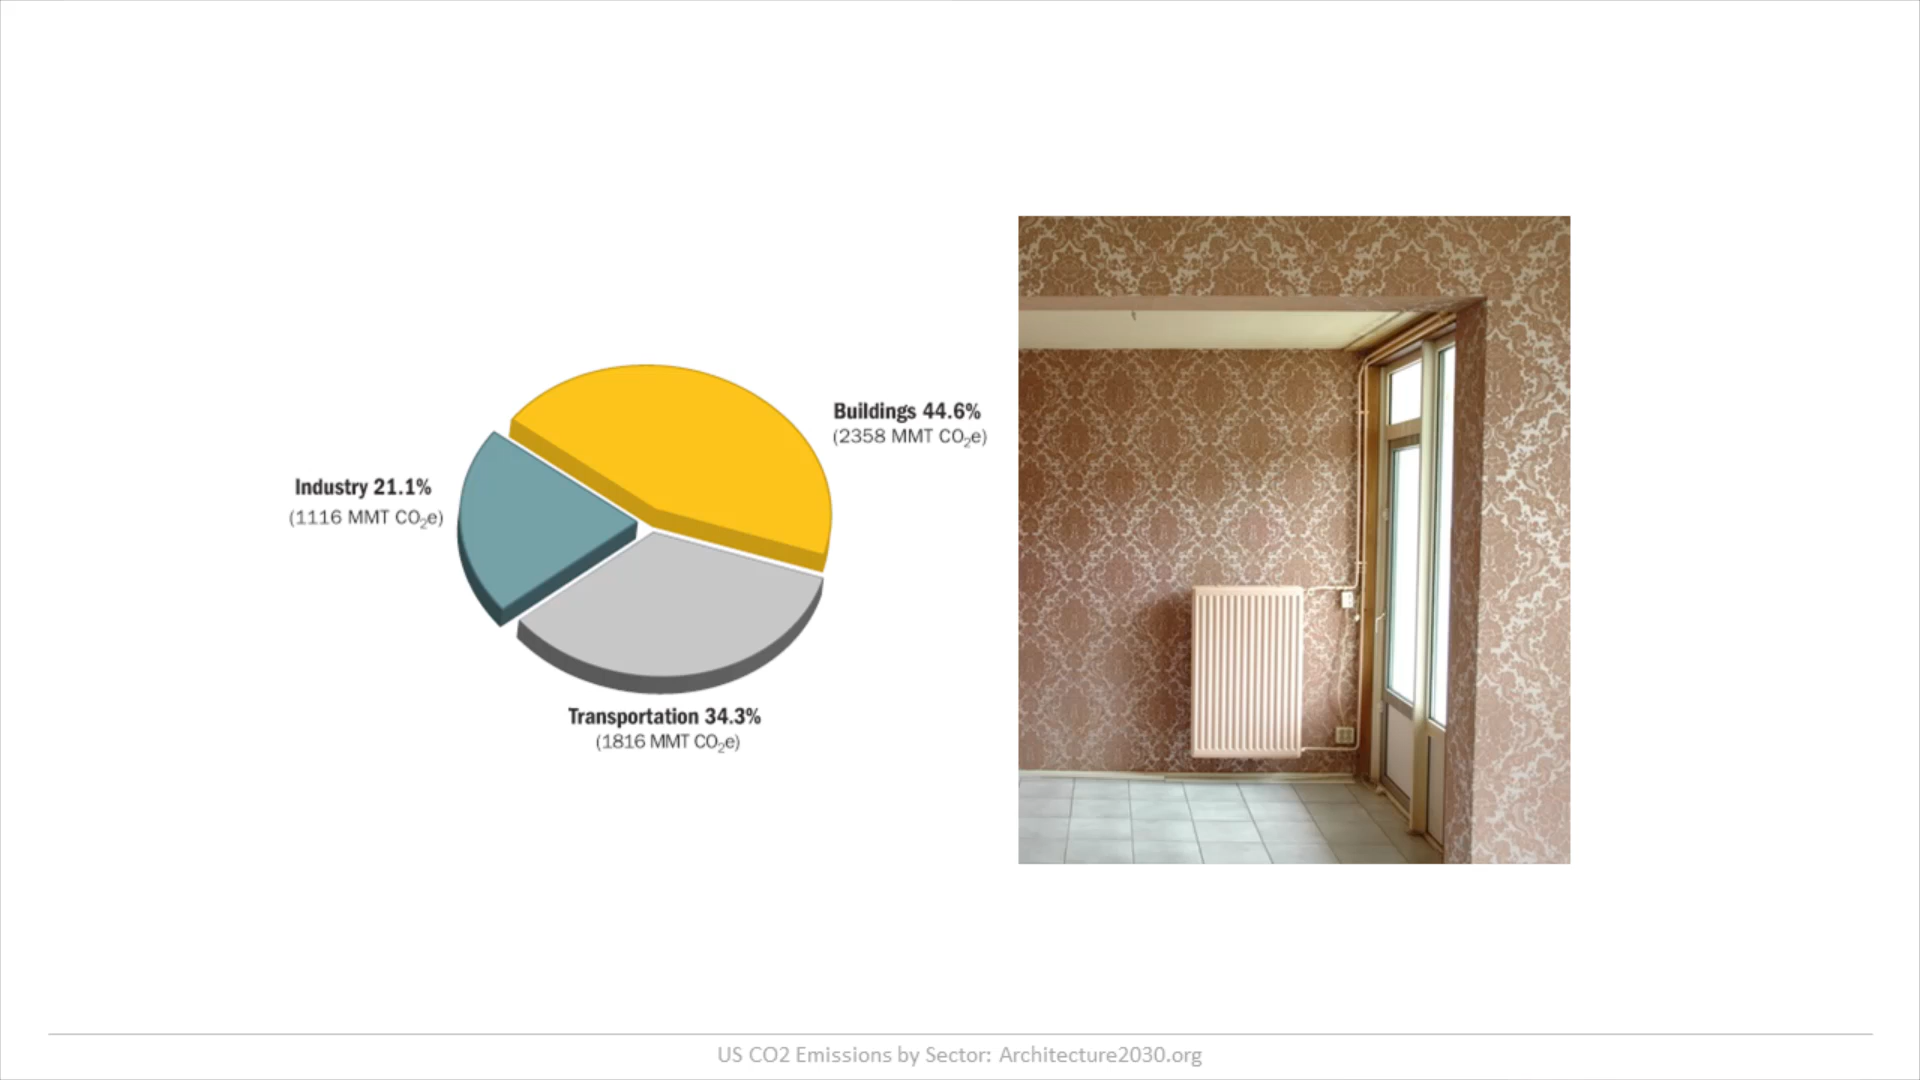 Buildings 44.6%
(2358 MMT CO₂e)
Industry 21.1%
(1116 MMT CO₂e)
Transportation 34.3%
(1816 MMT CO₂e)
US CO2 Emissions by Sector: Architecture2030.org